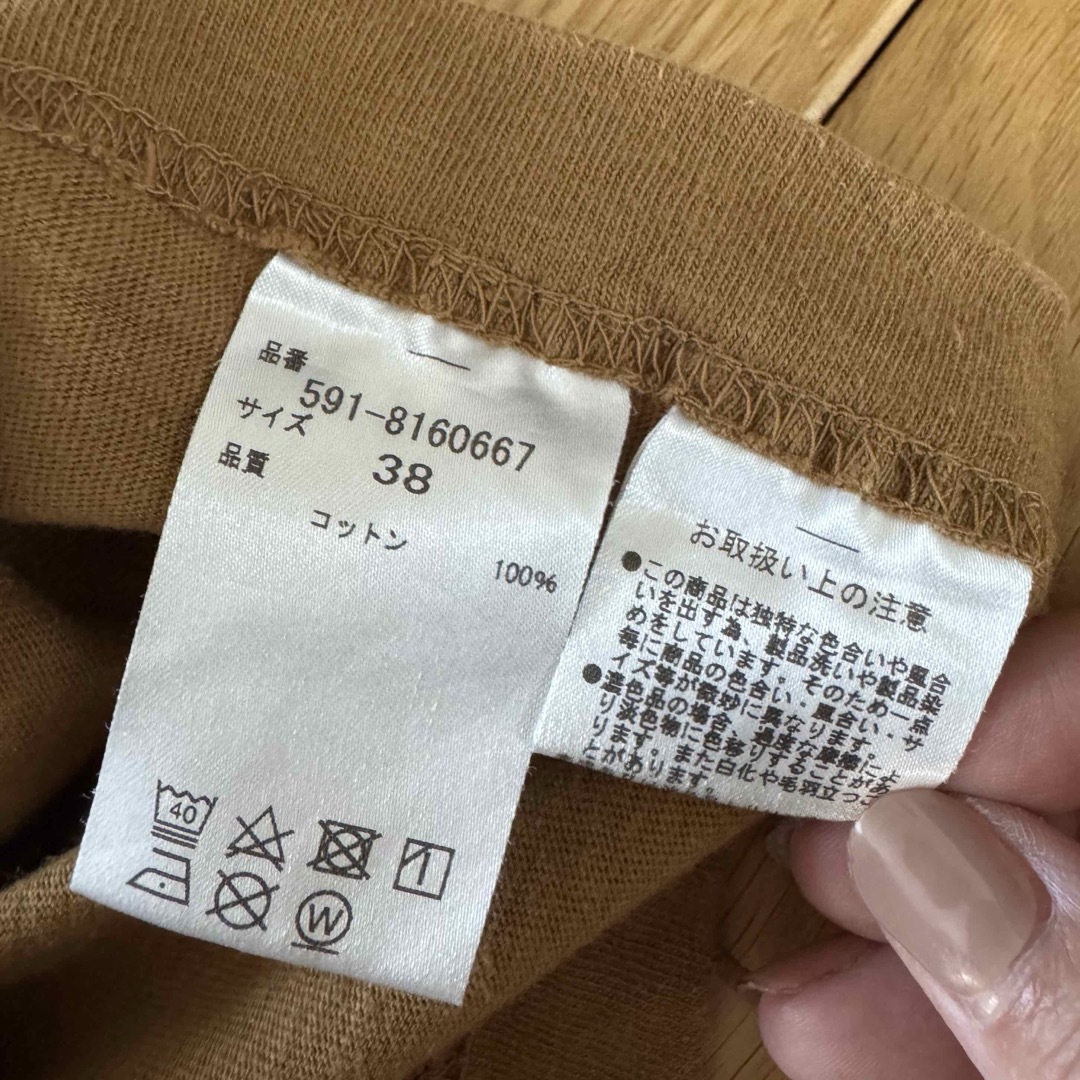 品番
591-8160667
サイズ
38
品質
コットン
100%
40
W
お取扱い上の注意
●この商品は独特な色合いや風合
いを出す為、製品洗いや製品染
めをしています。そのため一点
毎に商品の色合い・風合い・サ
イズ等が微妙に異なります。
●濃色品の場合、過度な摩擦によ
り淡色物に色移りすることがあ
ります。また白化や毛羽立つこ
とがあります。